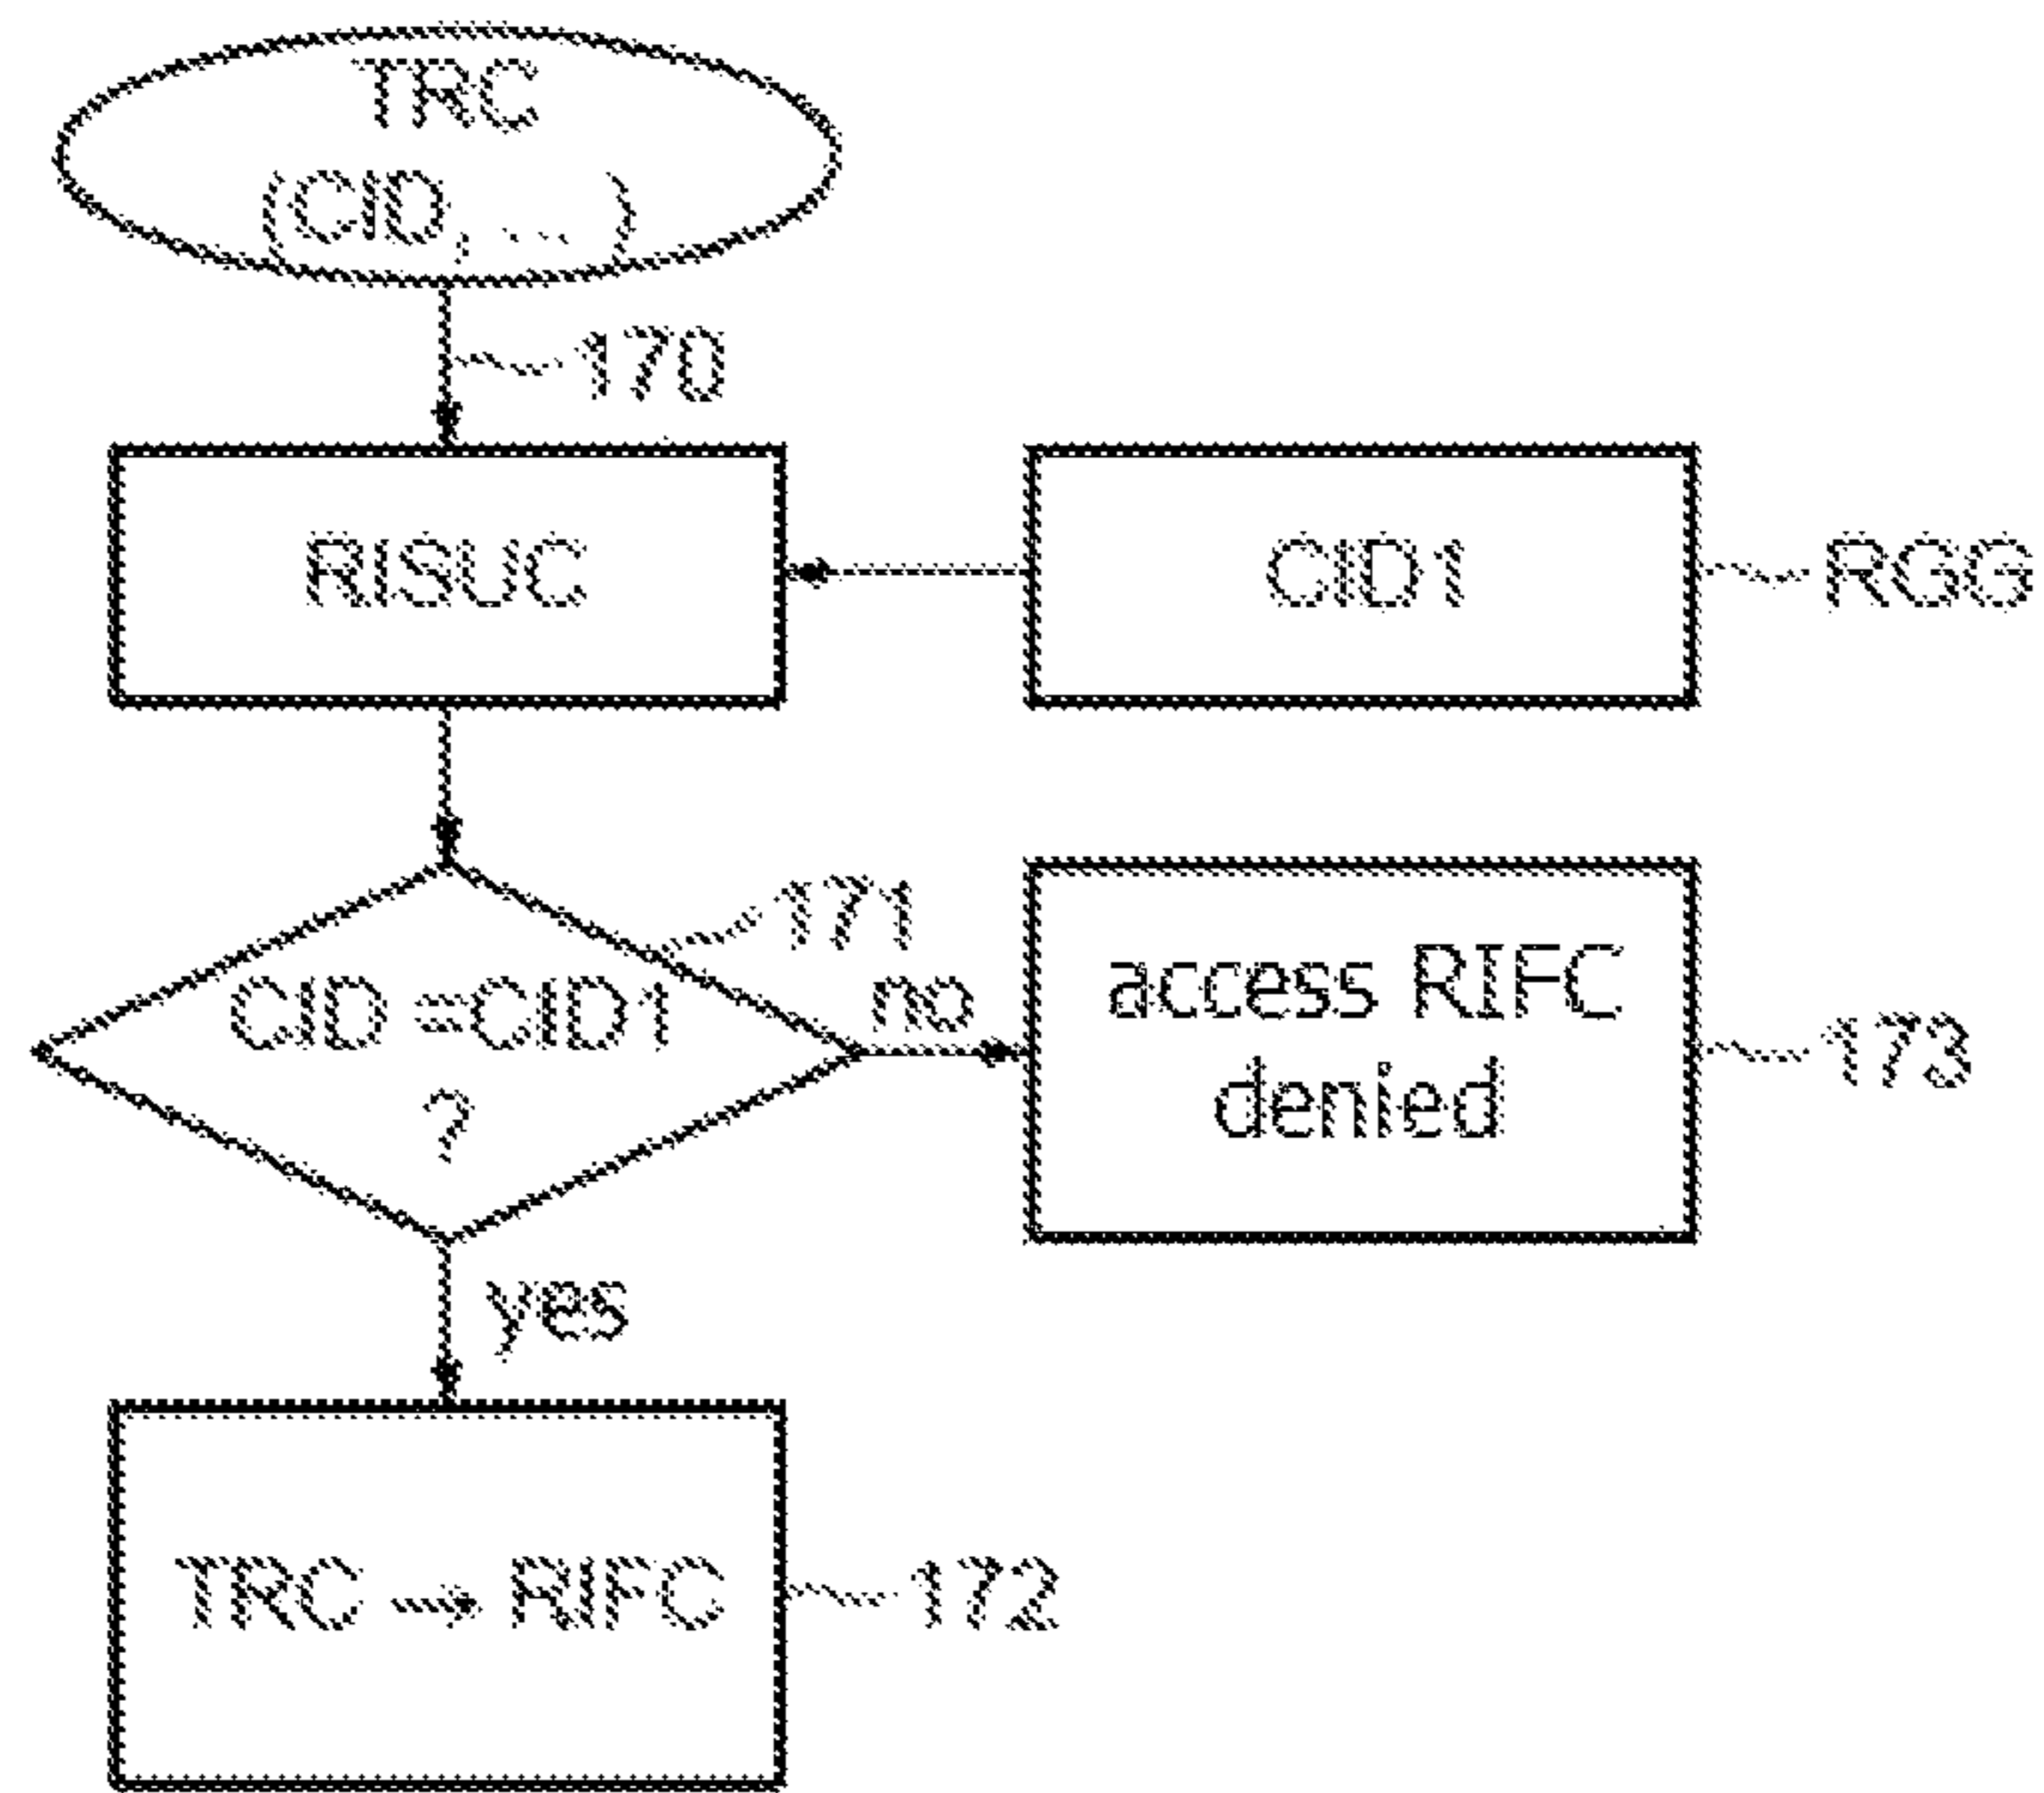 TRC
(CID, ... )
170
RISUC
CID1
RGG
171
CID =CID1
?
no
access RIFC
denied
173
yes
TRC → RIFC
172